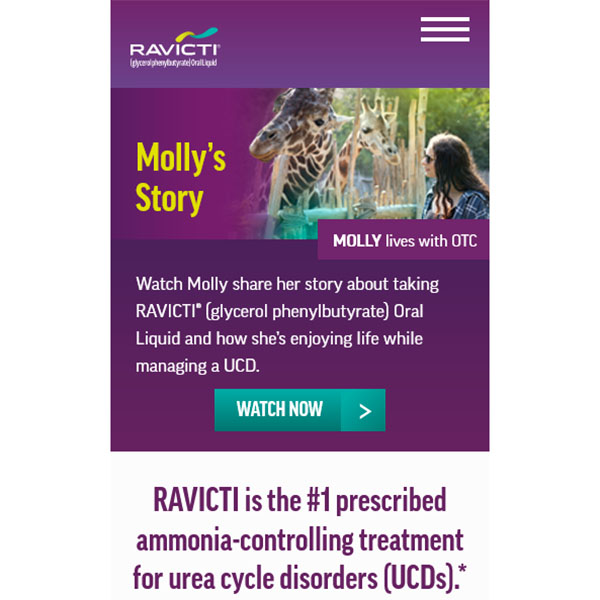 RAVICTI®
(glycerol phenylbutyrate) Oral Liquid
Molly's
Story
MOLLY lives with OTC
Watch Molly share her story about taking
RAVICTI® (glycerol phenylbutyrate) Oral
Liquid and how she's enjoying life while
managing a UCD.
WATCH NOW >
RAVICTI is the #1 prescribed
ammonia-controlling treatment
for urea cycle disorders (UCDs).*